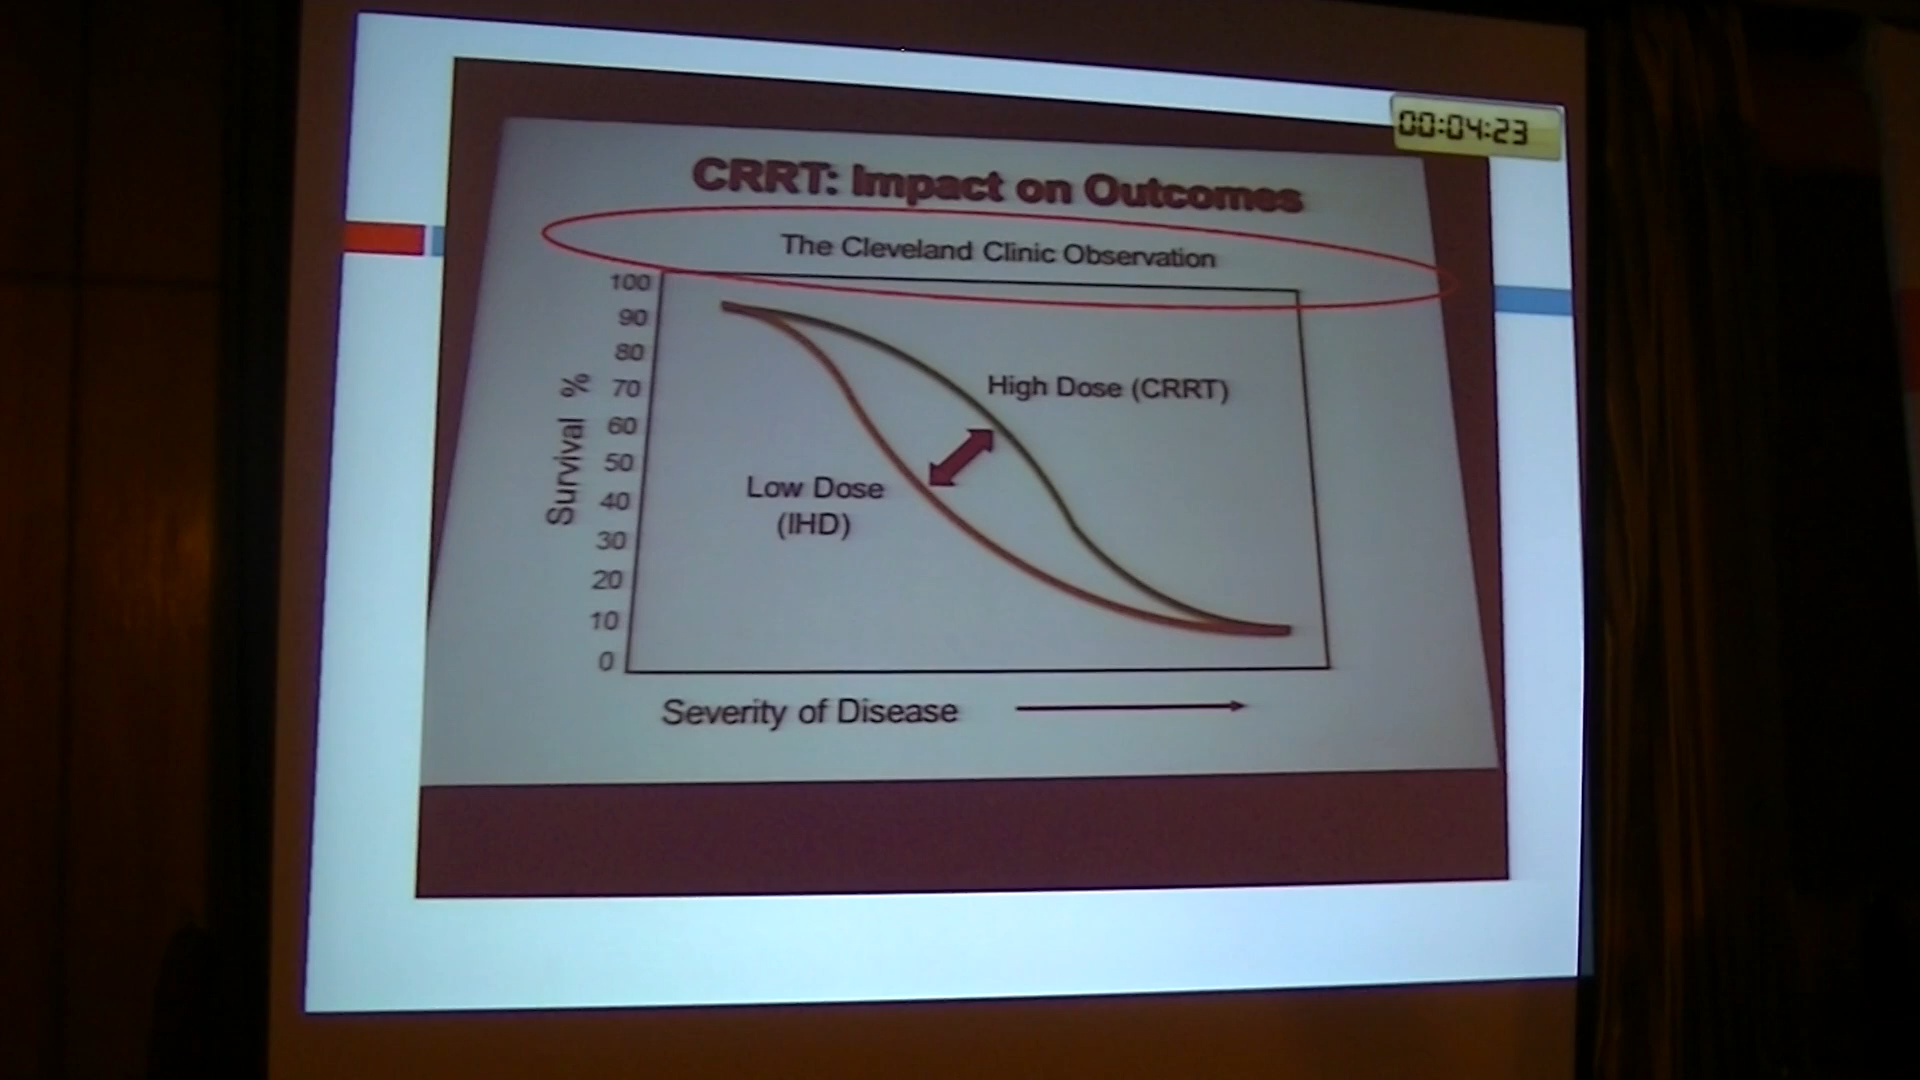 00:04:23
CRRT: Impact on Outcomes
The Cleveland Clinic Observation
100
90
80
70
60
50
40
30
20
10
0
Survival %
High Dose (CRRT)
Low Dose
(IHD)
Severity of Disease